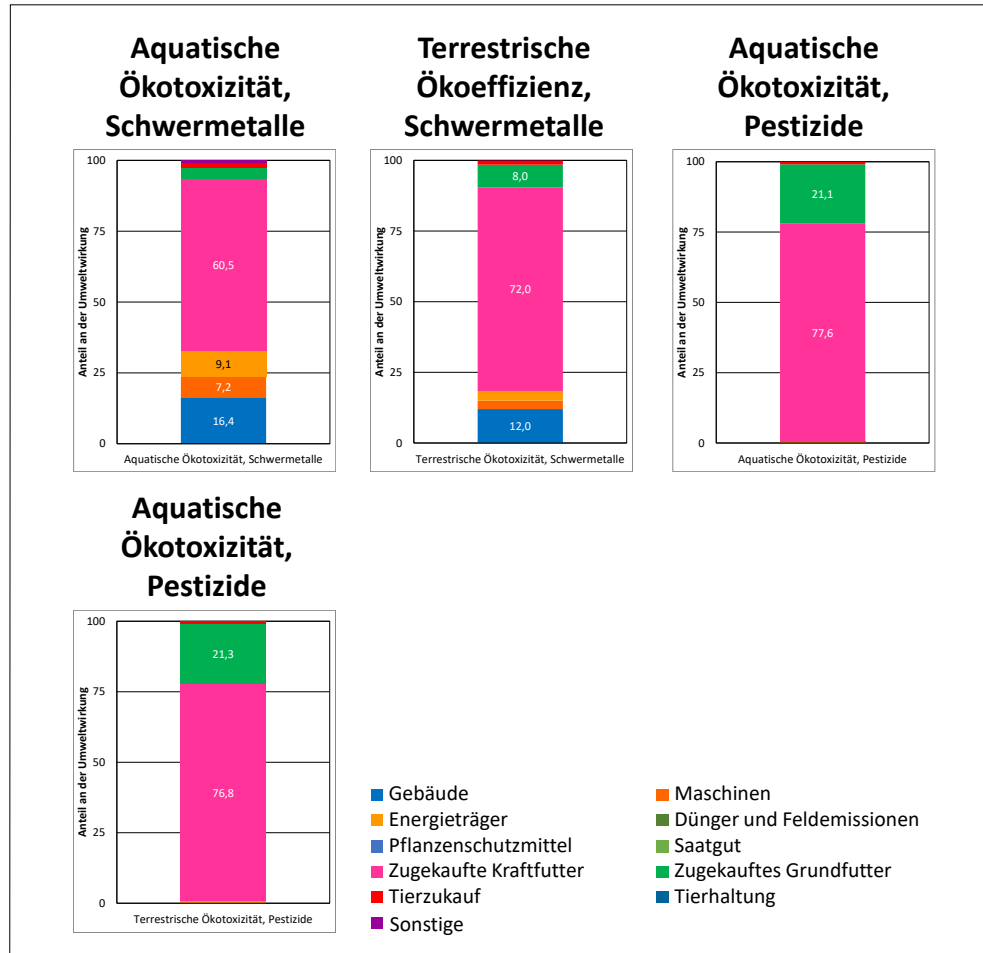 Aquatische
Ökotoxizität,
Schwermetalle
100
75
50
25
0
Anteil an der Umweltwirkung
60,5
9,1
7,2
16,4
Aquatische Ökotoxizität, Schwermetalle
Terrestrische
Ökoeffizienz,
Schwermetalle
100
75
50
25
0
Anteil an der Umweltwirkung
8,0
72,0
12,0
Terrestrische Ökotoxizität, Schwermetalle
Aquatische
Ökotoxizität,
Pestizide
100
75
50
25
0
Anteil an der Umweltwirkung
21,1
77,6
Aquatische Ökotoxizität, Pestizide
Aquatische
Ökotoxizität,
Pestizide
100
75
50
25
0
Anteil an der Umweltwirkung
21,3
76,8
Terrestrische Ökotoxizität, Pestizide
Gebäude
Maschinen
Energieträger
Dünger und Feldemissionen
Pflanzenschutzmittel
Saatgut
Zugekaufte Kraftfutter
Zugekauftes Grundfutter
Tierzukauf
Tierhaltung
Sonstige